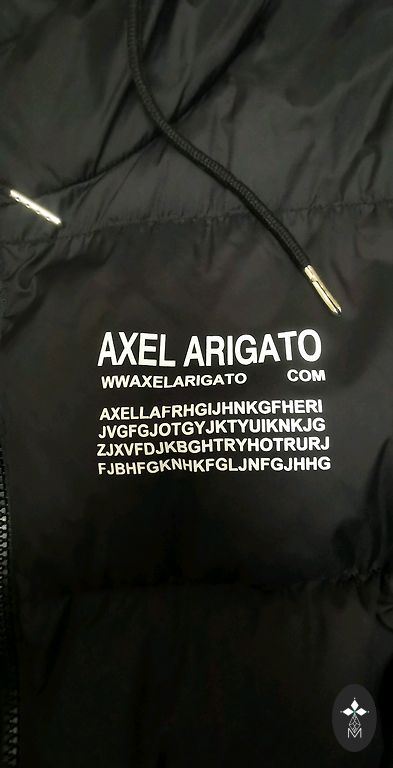 AXEL ARIGATO
WWAXELARIGATO COM
AXELLAFRHGIJHNKGFHERI
JVGFGJOTGYJKTYUIKNKJG
ZJXVFDJKBGHTRYHOTRURJ
FJBHFGKNHKFGLJNFGJHHG
M